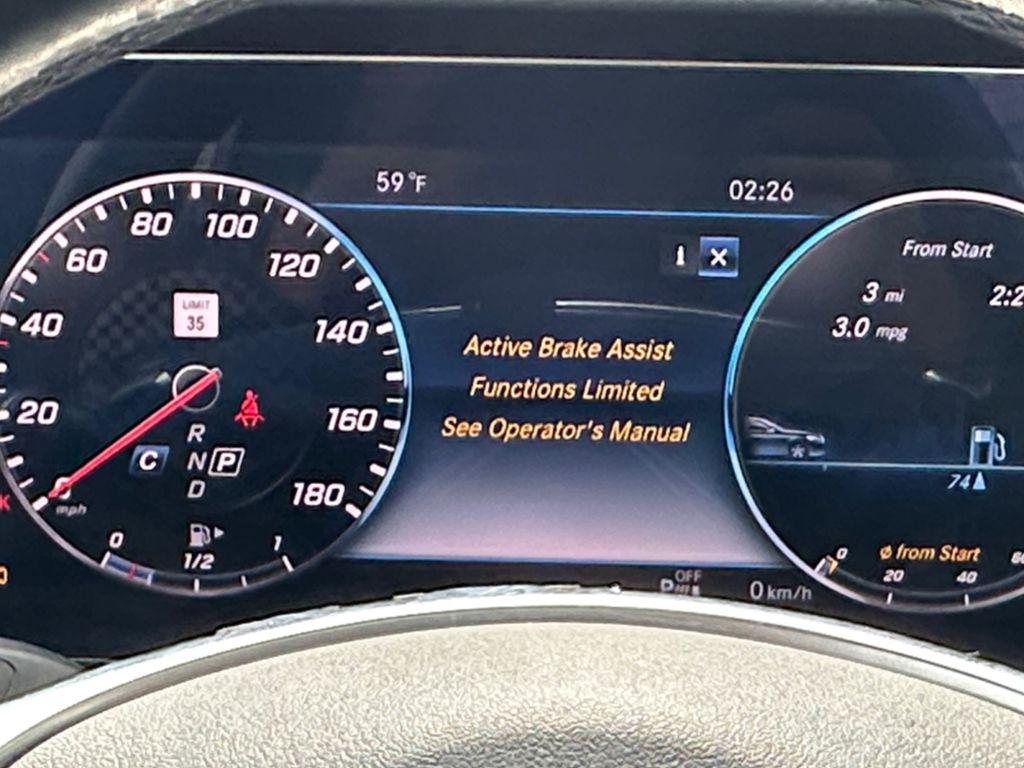 59 °F
02:26
80
100
60
120
40
140
20
160
180
LIMIT
35
mph
R
N
D
C
P
0
1/2
1
i
Active Brake Assist
Functions Limited
See Operator's Manual
P OFF
0 km/h
From Start
3 mi
3.0 mpg
74
Ø from Start
0
20
40